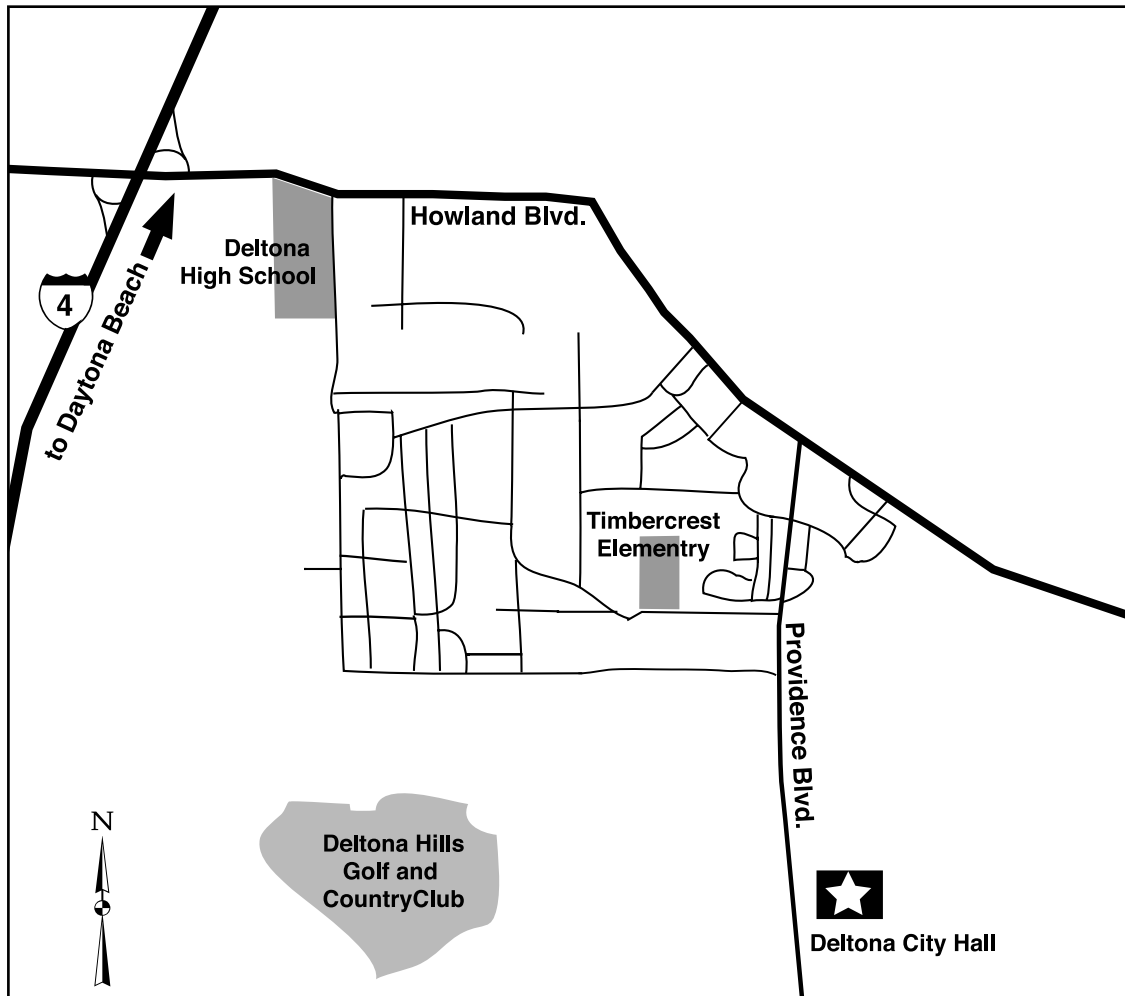 Howland Blvd.
Deltona
High School
4
to Daytona Beach
Timbercrest
Elementry
Providence Blvd.
N
Deltona Hills
Golf and
CountryClub
Deltona City Hall